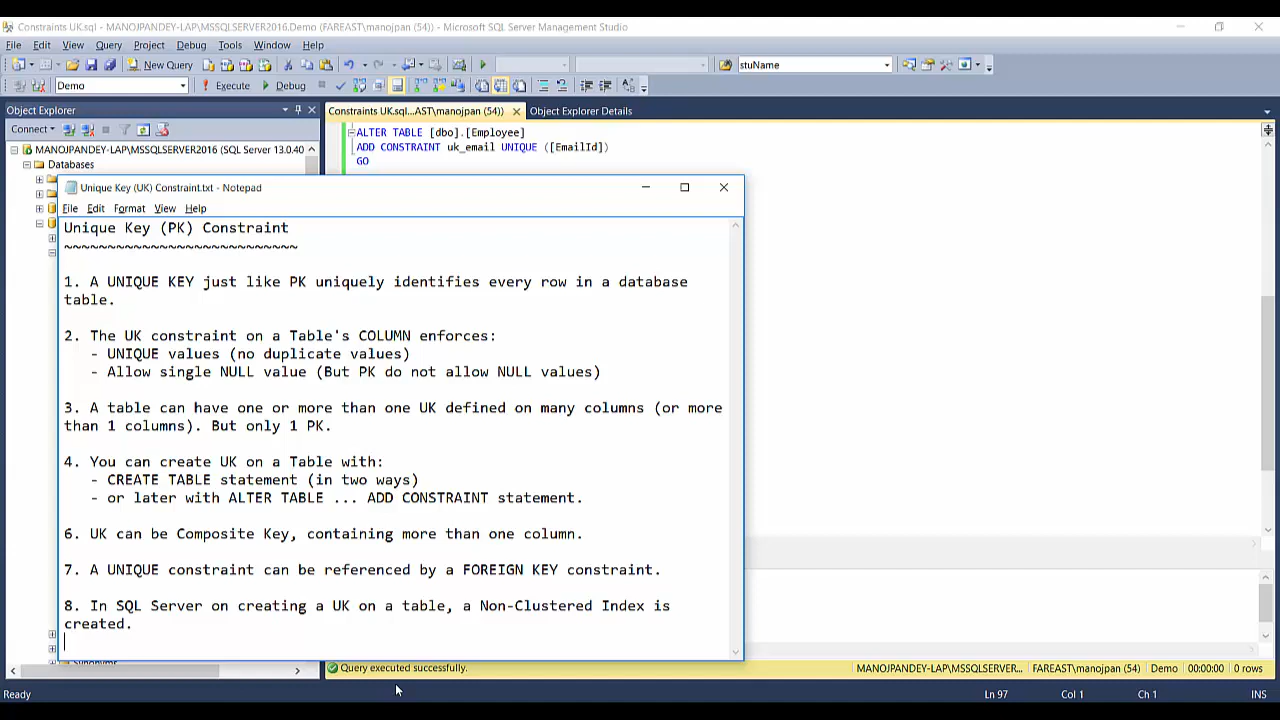 Constraints UK.sql - MANOJPANDEY-LAP\MSSQLSERVER2016.Demo (FAREAST\manojpan (54)) - Microsoft SQL Server Management Studio
File Edit View Query Project Debug Tools Window Help
New Query stuName
Demo Execute Debug
Object Explorer
Constraints UK.sql...AST\manojpan (54))
Object Explorer Details
Connect
MANOJPANDEY-LAP\MSSQLSERVER2016 (SQL Server 13.0.40
Databases
ALTER TABLE [dbo].[Employee]
ADD CONSTRAINT uk_email UNIQUE ([EmailId])
GO
Unique Key (UK) Constraint.txt - Notepad
File Edit Format View Help
Unique Key (PK) Constraint
~~~~~~~~~~~~~~~~~~~~~~~~~~~
1. A UNIQUE KEY just like PK uniquely identifies every row in a database
table.
2. The UK constraint on a Table's COLUMN enforces:
- UNIQUE values (no duplicate values)
- Allow single NULL value (But PK do not allow NULL values)
3. A table can have one or more than one UK defined on many columns (or more
than 1 columns). But only 1 PK.
4. You can create UK on a Table with:
- CREATE TABLE statement (in two ways)
- or later with ALTER TABLE ... ADD CONSTRAINT statement.
6. UK can be Composite Key, containing more than one column.
7. A UNIQUE constraint can be referenced by a FOREIGN KEY constraint.
8. In SQL Server on creating a UK on a table, a Non-Clustered Index is
created.
Query executed successfully.
MANOJPANDEY-LAP\MSSQLSERVER... FAREAST\manojpan (54) Demo 00:00:00 0 rows
Ready Ln 97 Col 1 Ch 1 INS